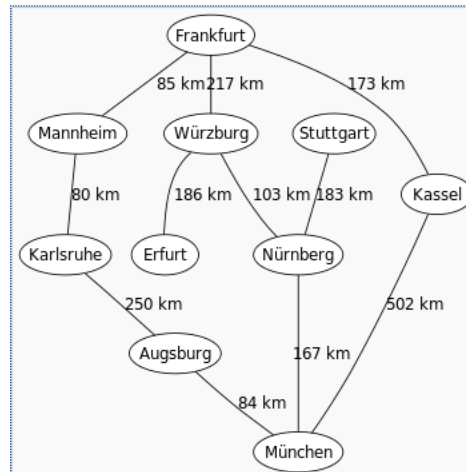 Frankfurt
85 km
217 km
173 km
Mannheim
Würzburg
Stuttgart
80 km
186 km
103 km
183 km
Kassel
Karlsruhe
Erfurt
Nürnberg
250 km
502 km
Augsburg
167 km
84 km
München